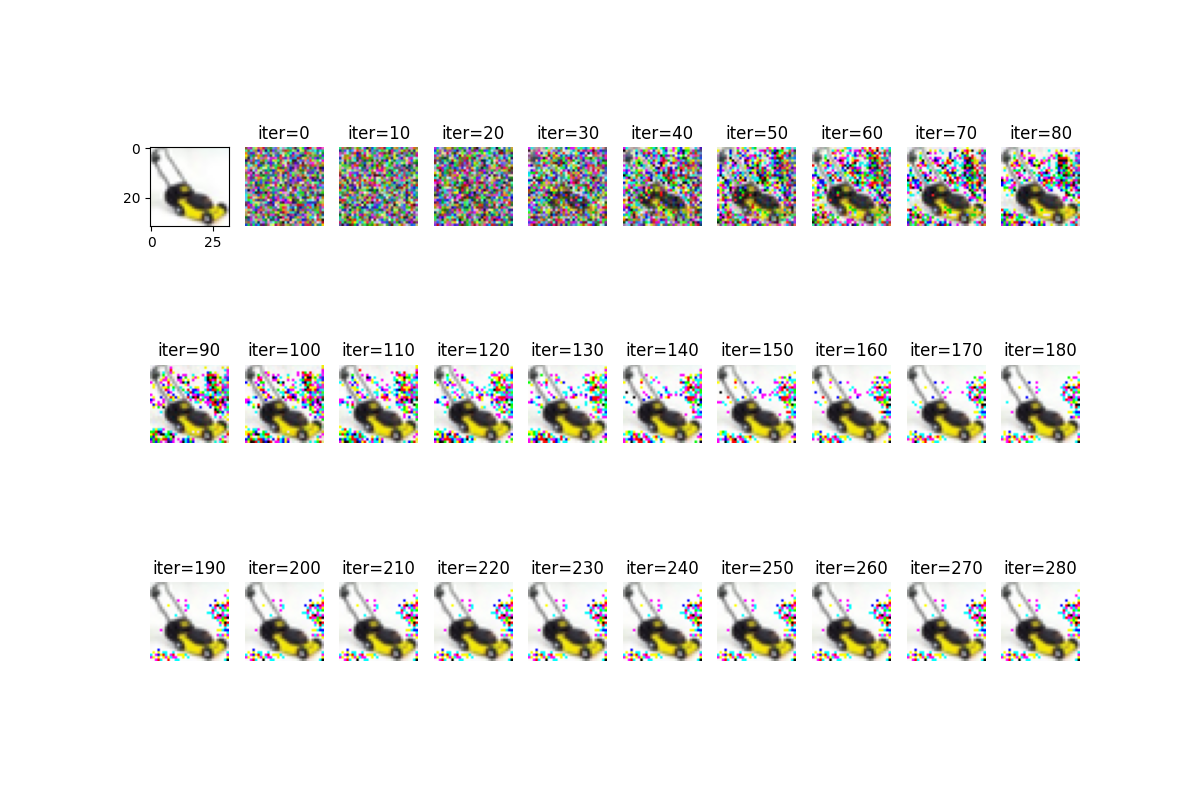 iter=0 iter=10 iter=20 iter=30 iter=40 iter=50 iter=60 iter=70 iter=80
0
20
0 25
iter=90 iter=100 iter=110 iter=120 iter=130 iter=140 iter=150 iter=160 iter=170 iter=180
iter=190 iter=200 iter=210 iter=220 iter=230 iter=240 iter=250 iter=260 iter=270 iter=280